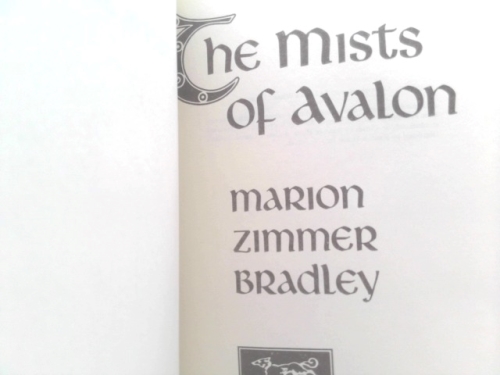 The Mists
of Avalon
Marion
Zimmer
Bradley